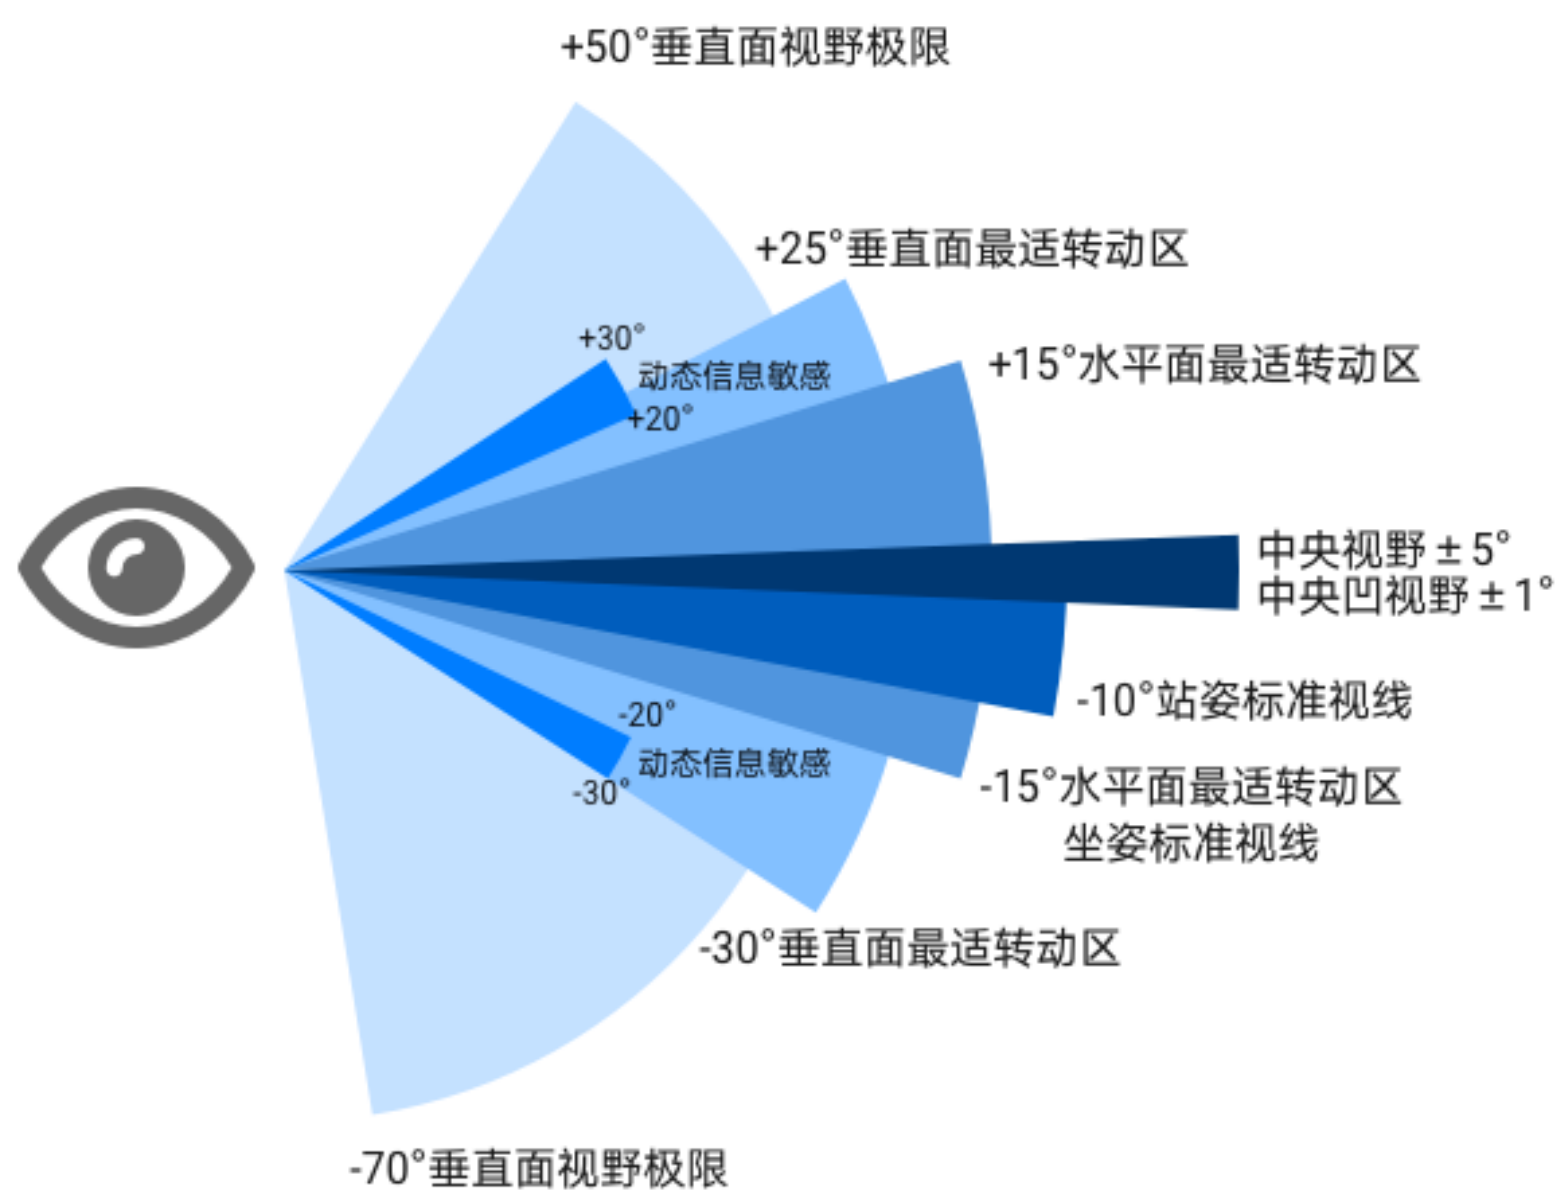 +50°垂直面视野极限
+25°垂直面最适转动区
+30°
动态信息敏感
+20°
+15°水平面最适转动区
中央视野±5°
中央凹视野±1°
-10°站姿标准视线
-20°
动态信息敏感
-30°
-15°水平面最适转动区
坐姿标准视线
-30°垂直面最适转动区
-70°垂直面视野极限